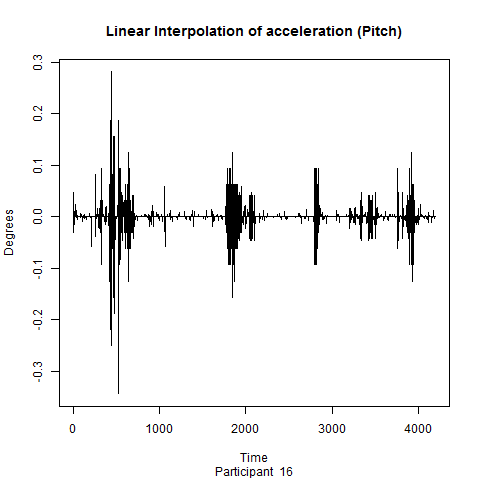 Linear Interpolation of acceleration (Pitch)
0.3
0.2
0.1
0.0
-0.1
-0.2
-0.3
Degrees
0 1000 2000 3000 4000
Time
Participant 16